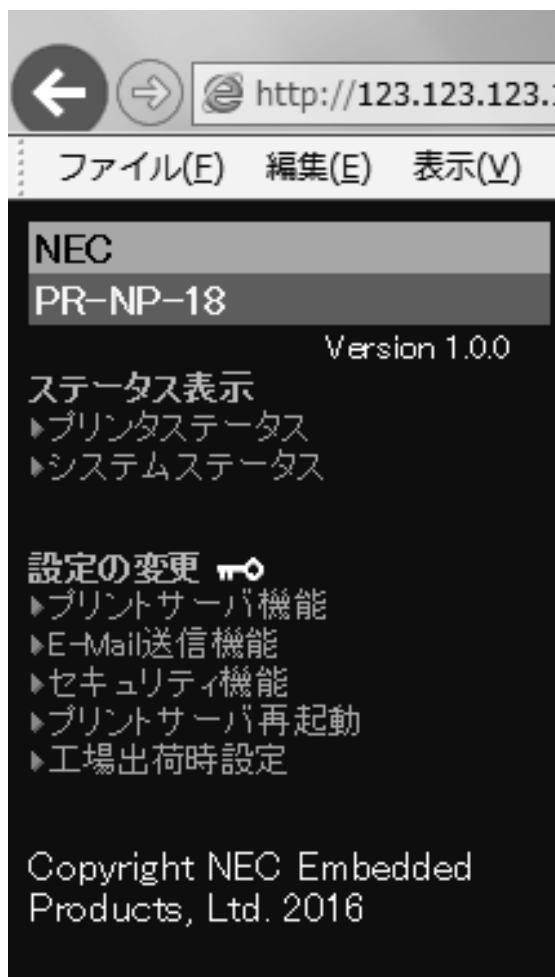 http://123.123.123.
ファイル(F) 編集(E) 表示(V)
NEC
PR-NP-18
Version 1.0.0
ステータス表示
プリンタステータス
システムステータス
設定の変更
プリントサーバ機能
E-Mail送信機能
セキュリティ機能
プリントサーバ再起動
工場出荷時設定
Copyright NEC Embedded
Products, Ltd. 2016